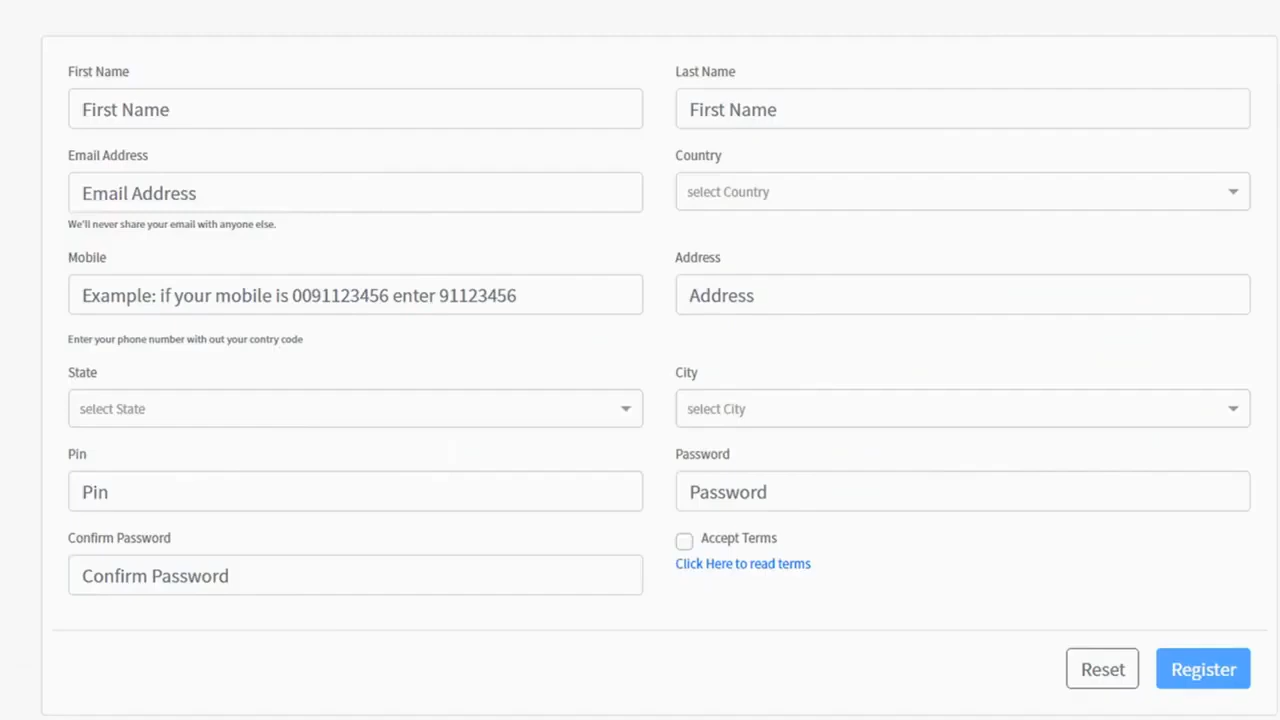 First Name
Last Name
First Name
First Name
Email Address
Country
Email Address
select Country
We'll never share your email with anyone else.
Mobile
Address
Example: if your mobile is 0091123456 enter 91123456
Address
Enter your phone number with out your contry code
State
City
select State
select City
Pin
Password
Pin
Password
Confirm Password
Accept Terms
Click Here to read terms
Confirm Password
Reset
Register